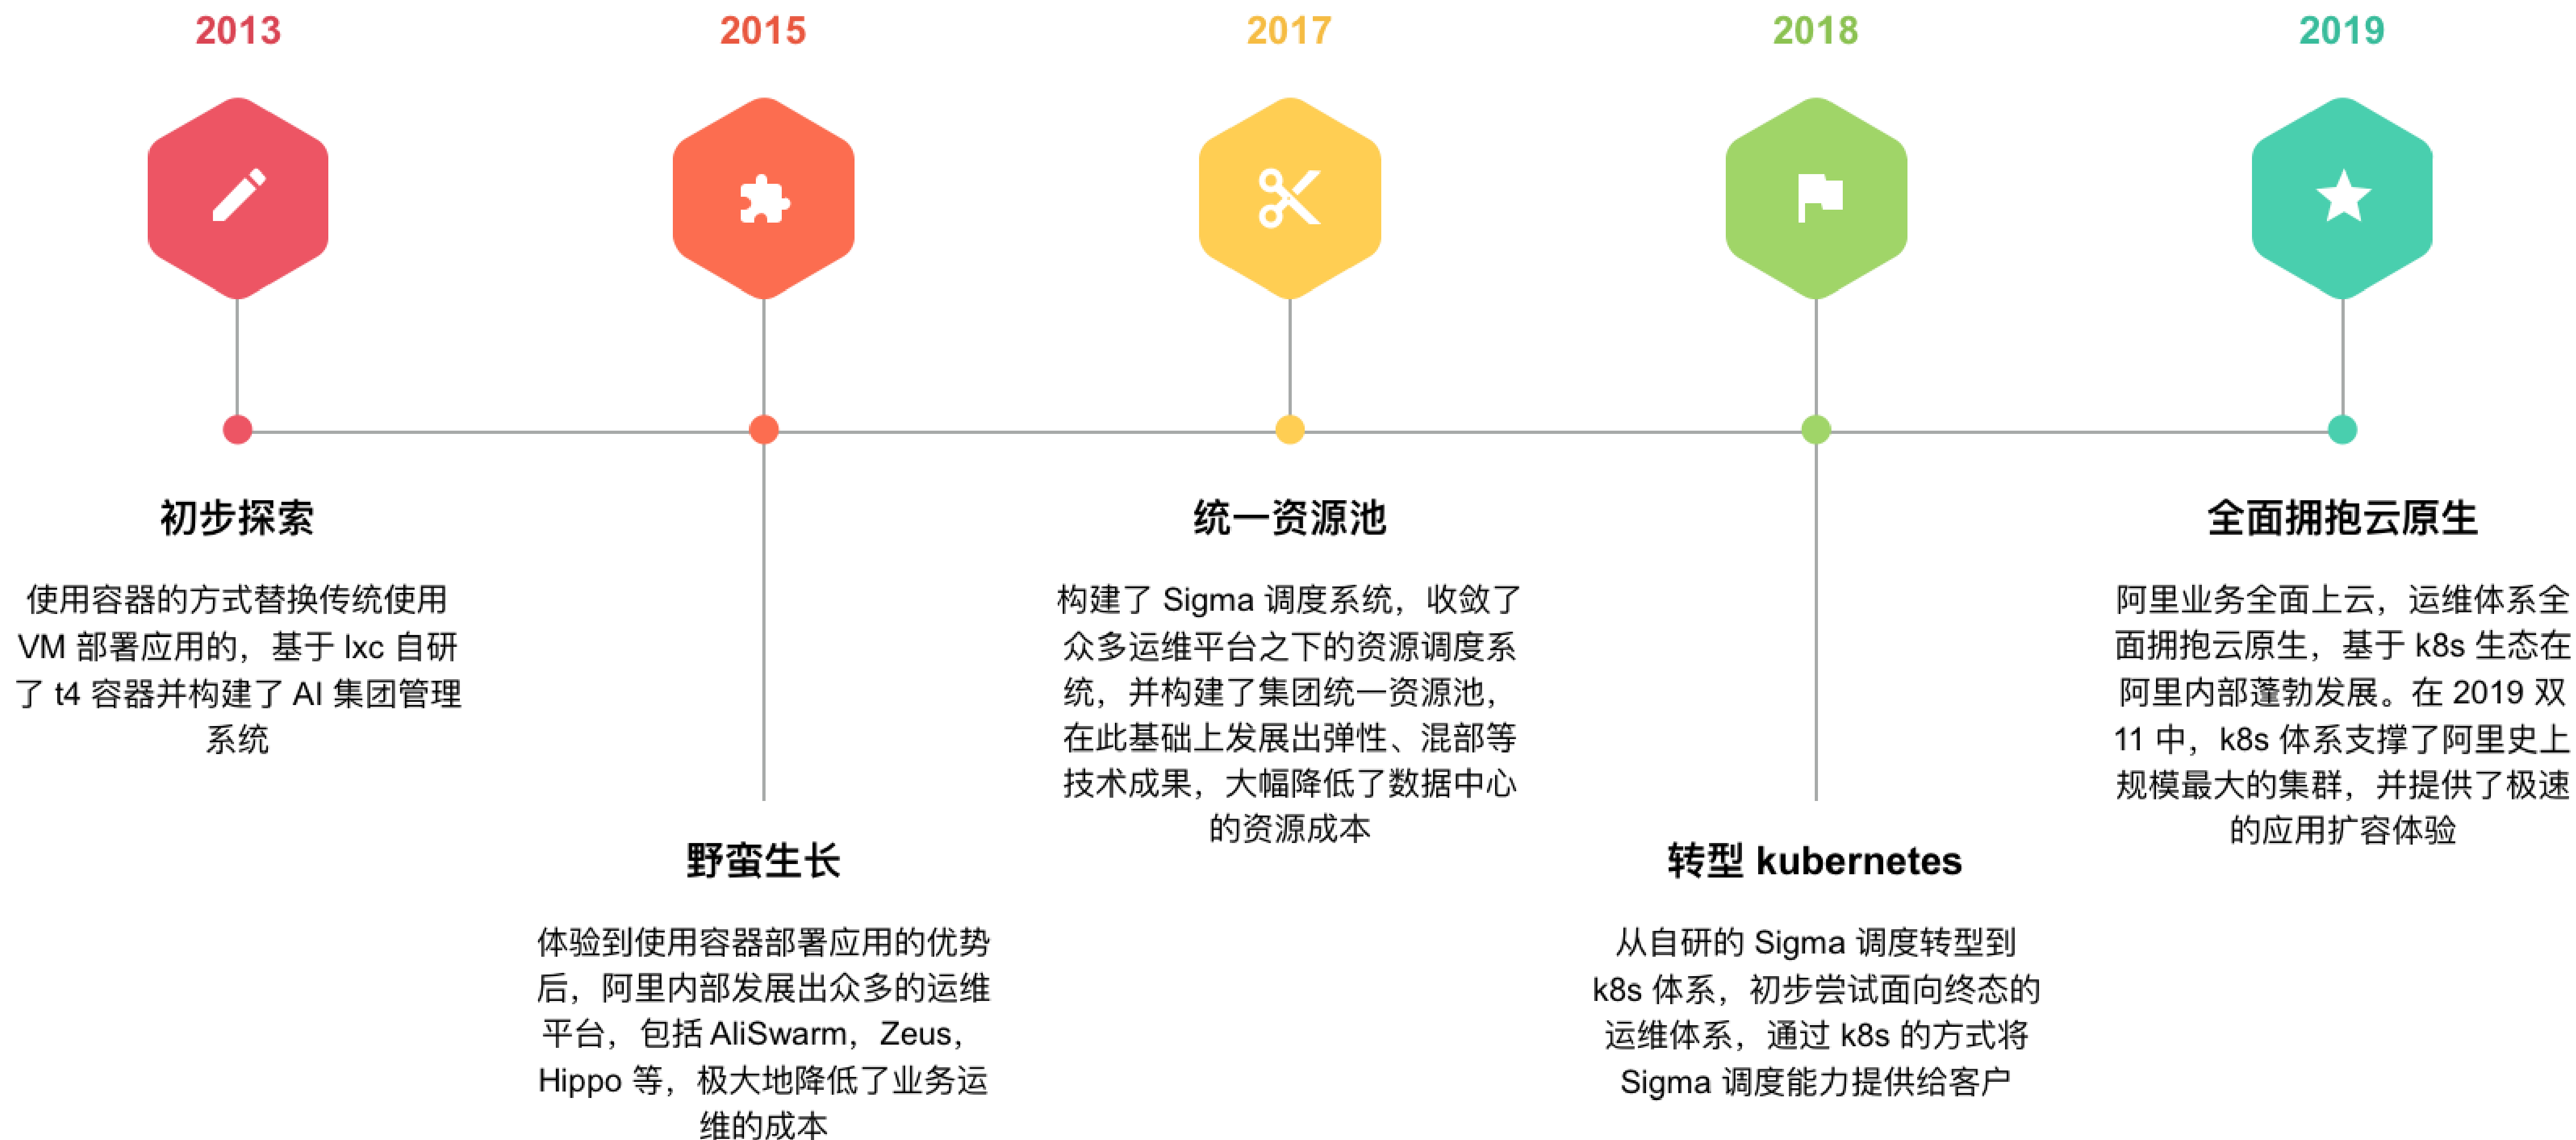 2013
2015
2017
2018
2019
初步探索
使用容器的方式替换传统使用
VM 部署应用的，基于 lxc 自研
了 t4 容器并构建了 AI 集团管理
系统
野蛮生长
体验到使用容器部署应用的优势
后，阿里内部发展出众多的运维
平台，包括 AliSwarm，Zeus，
Hippo 等，极大地降低了业务运
维的成本
统一资源池
构建了 Sigma 调度系统，收敛了
众多运维平台之下的资源调度系
统，并构建了集团统一资源池，
在此基础上发展出弹性、混部等
技术成果，大幅降低了数据中心
的资源成本
转型 kubernetes
从自研的 Sigma 调度转型到
k8s 体系，初步尝试面向终态的
运维体系，通过 k8s 的方式将
Sigma 调度能力提供给客户
全面拥抱云原生
阿里业务全面上云，运维体系全
面拥抱云原生，基于 k8s 生态在
阿里内部蓬勃发展。在 2019 双
11 中，k8s 体系支撑了阿里史上
规模最大的集群，并提供了极速
的应用扩容体验